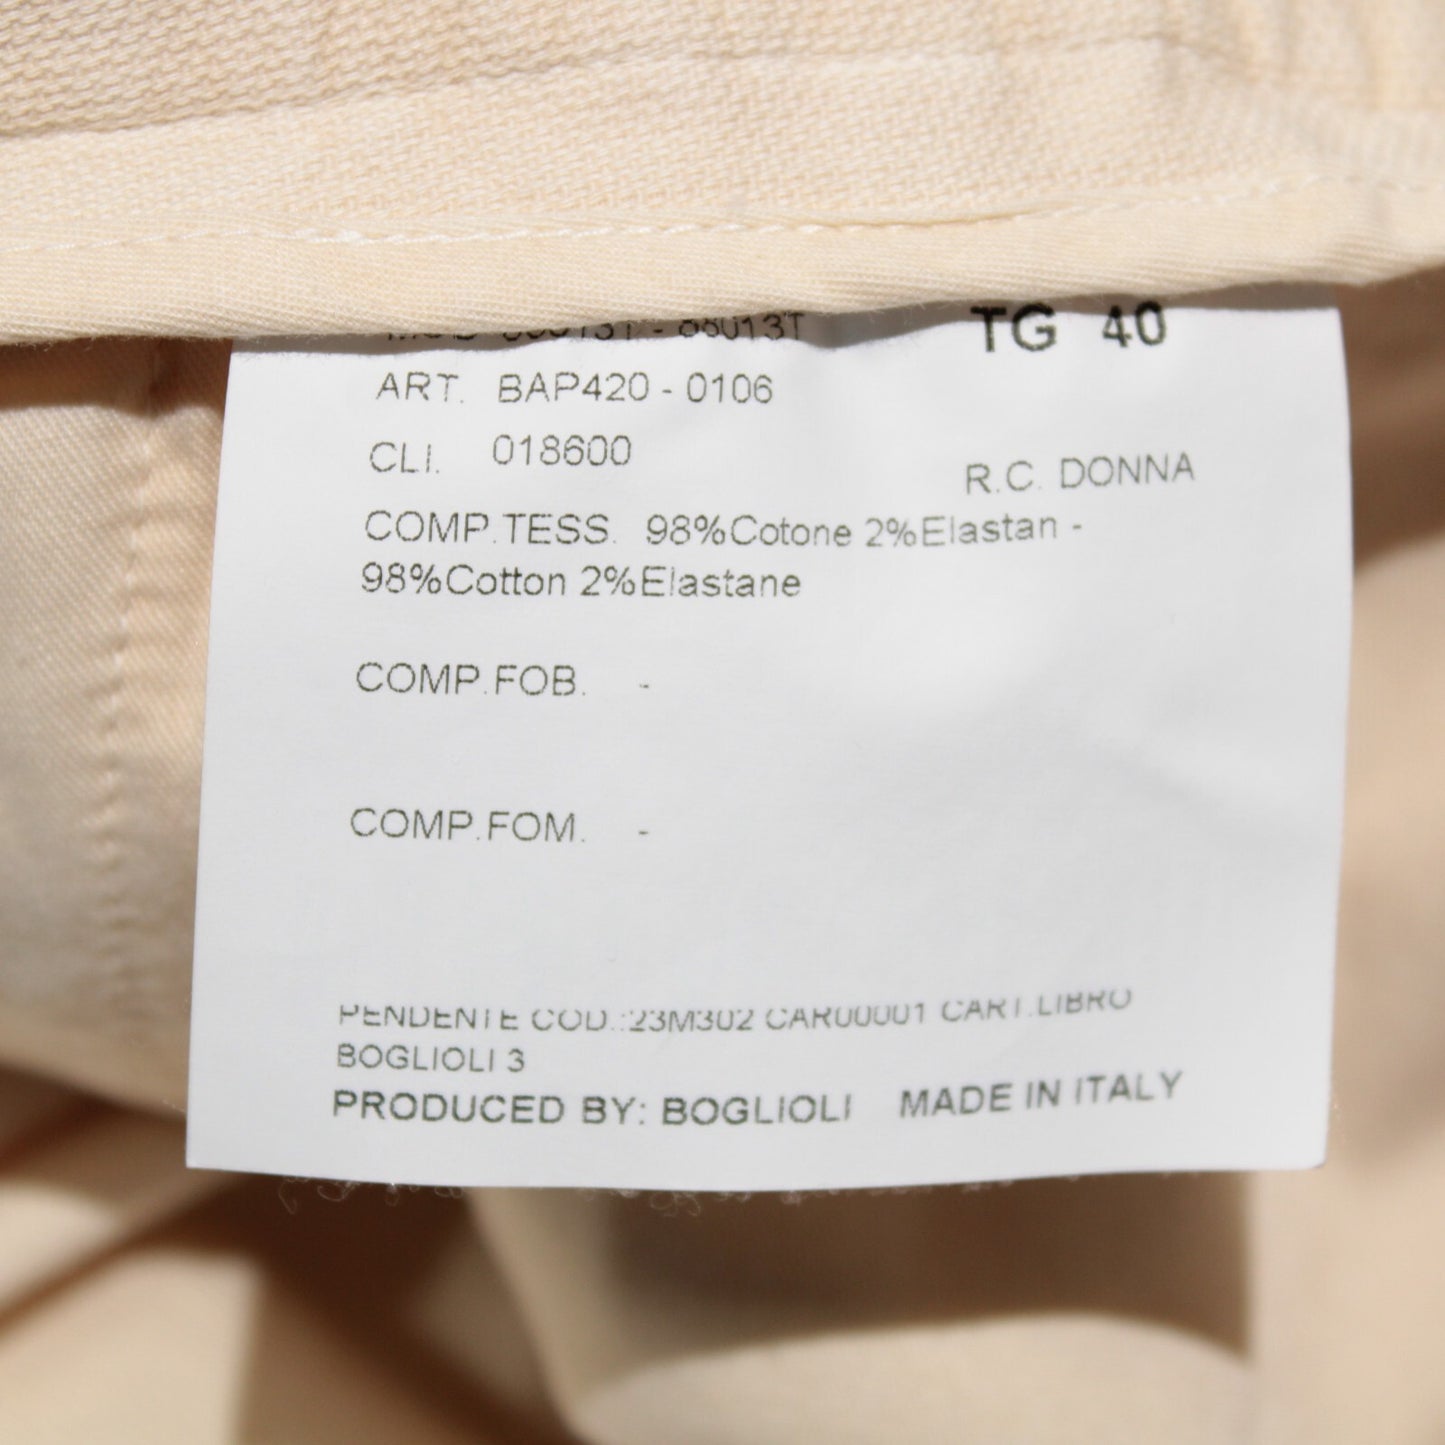 68013T TG 40
ART. BAP420 - 0106
CLI. 018600
R.C. DONNA
COMP.TESS. 98%Cotone 2%Elastan -
98%Cotton 2%Elastane
COMP.FOB. -
COMP.FOM. -
PENDENTE COD.:23M302 CAR00001 CART.LIBRO
BOGLIOLI 3
PRODUCED BY: BOGLIOLI MADE IN ITALY